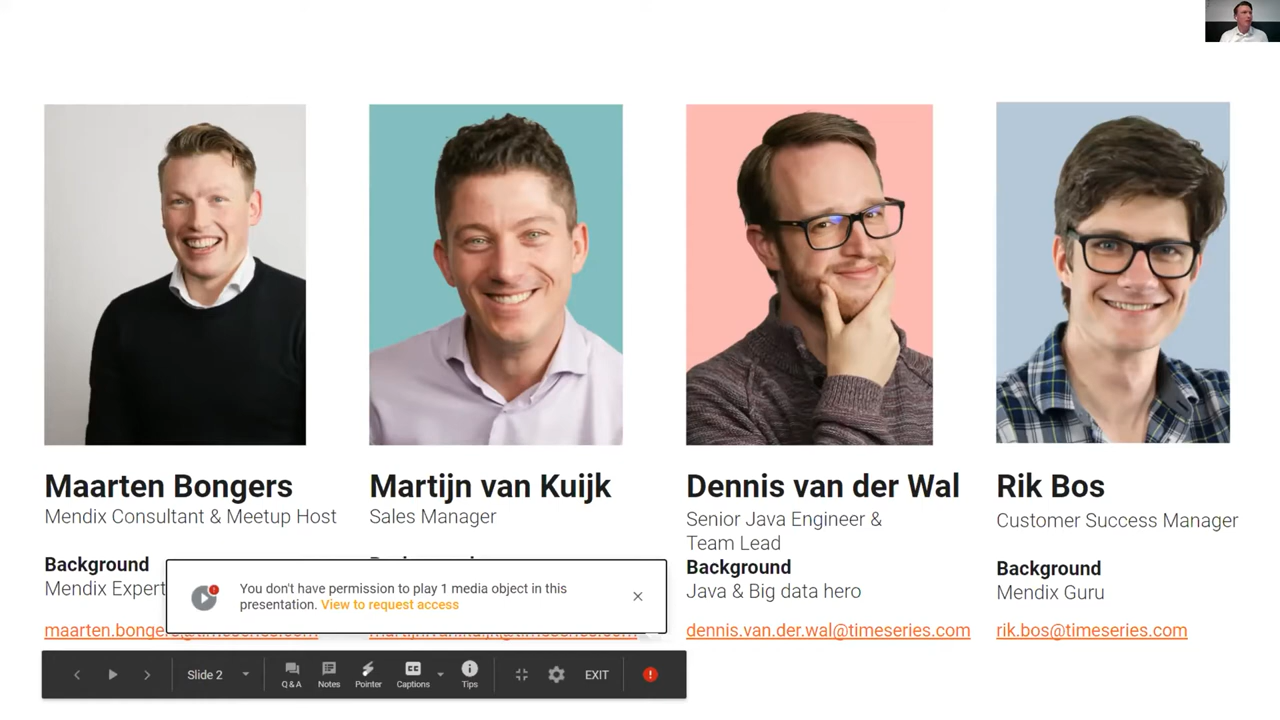 Maarten Bongers
Mendix Consultant & Meetup Host
Background
Mendix Expert
Martijn van Kuijk
Sales Manager
Dennis van der Wal
Senior Java Engineer &
Team Lead
Background
Java & Big data hero
dennis.van.der.wal@timeseries.com
Rik Bos
Customer Success Manager
Background
Mendix Guru
rik.bos@timeseries.com
You don't have permission to play 1 media object in this
presentation. View to request access
Slide 2
Q & A
Notes
Pointer
CC
Captions
Tips
EXIT